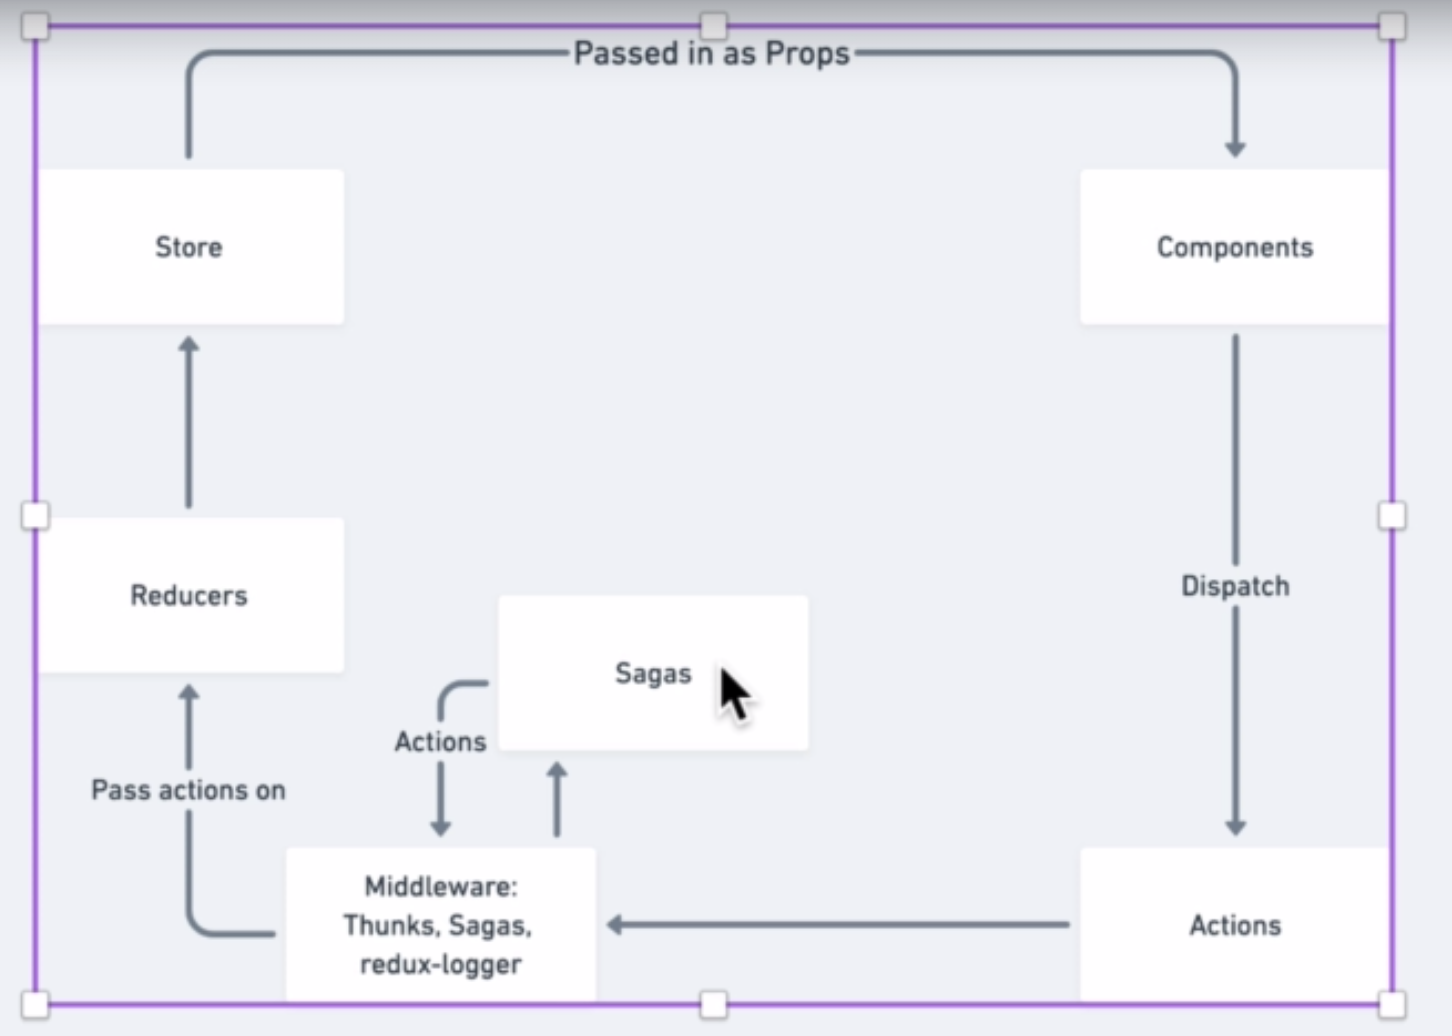 Passed in as Props
Store
Components
Reducers
Dispatch
Sagas
Actions
Pass actions on
Middleware:
Thunks, Sagas,
redux-logger
Actions